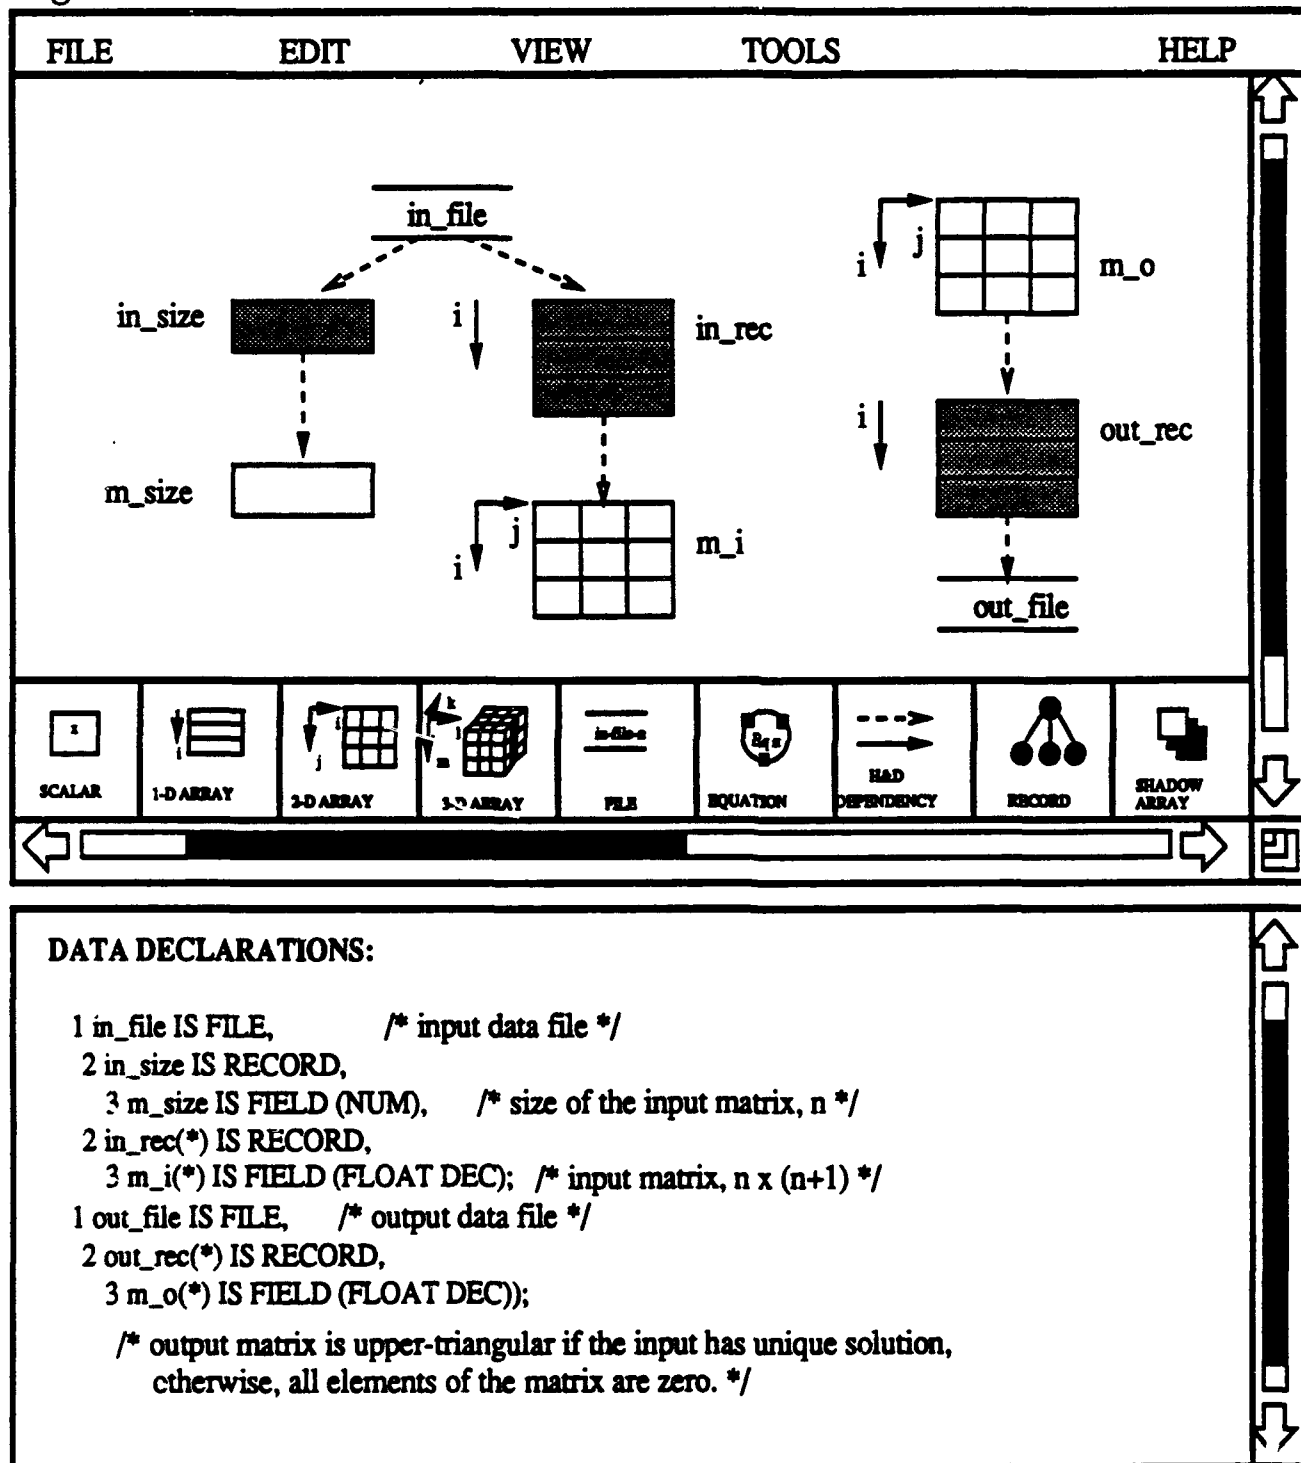 FILE EDIT VIEW TOOLS HELP
in_file
in_size
i
in_rec
m_size
j
i
m_i
j
i
m_o
i
out_rec
out_file
x
SCALAR
i
1-D ARRAY
i
j
2-D ARRAY
k
l
m
3-D ARRAY
in-file-x
FILE
Eq x
EQUATION
H&D
DEPENDENCY
RECORD
SHADOW
ARRAY
DATA DECLARATIONS:
1 in_file IS FILE, /* input data file */
2 in_size IS RECORD,
3 m_size IS FIELD (NUM), /* size of the input matrix, n */
2 in_rec(*) IS RECORD,
3 m_i(*) IS FIELD (FLOAT DEC); /* input matrix, n x (n+1) */
1 out_file IS FILE, /* output data file */
2 out_rec(*) IS RECORD,
3 m_o(*) IS FIELD (FLOAT DEC));
/* output matrix is upper-triangular if the input has unique solution,
otherwise, all elements of the matrix are zero. */